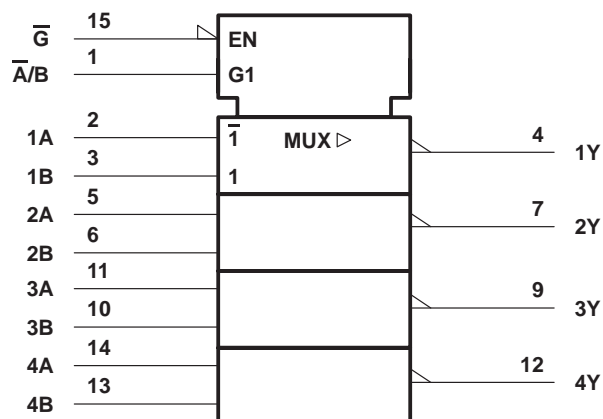 G̅ 15 EN
A̅/B 1 G1
1A 2 1̅ MUX ▷ 4 1Y
1B 3 1
2A 5 7 2Y
2B 6
3A 11 9 3Y
3B 10
4A 14 12 4Y
4B 13